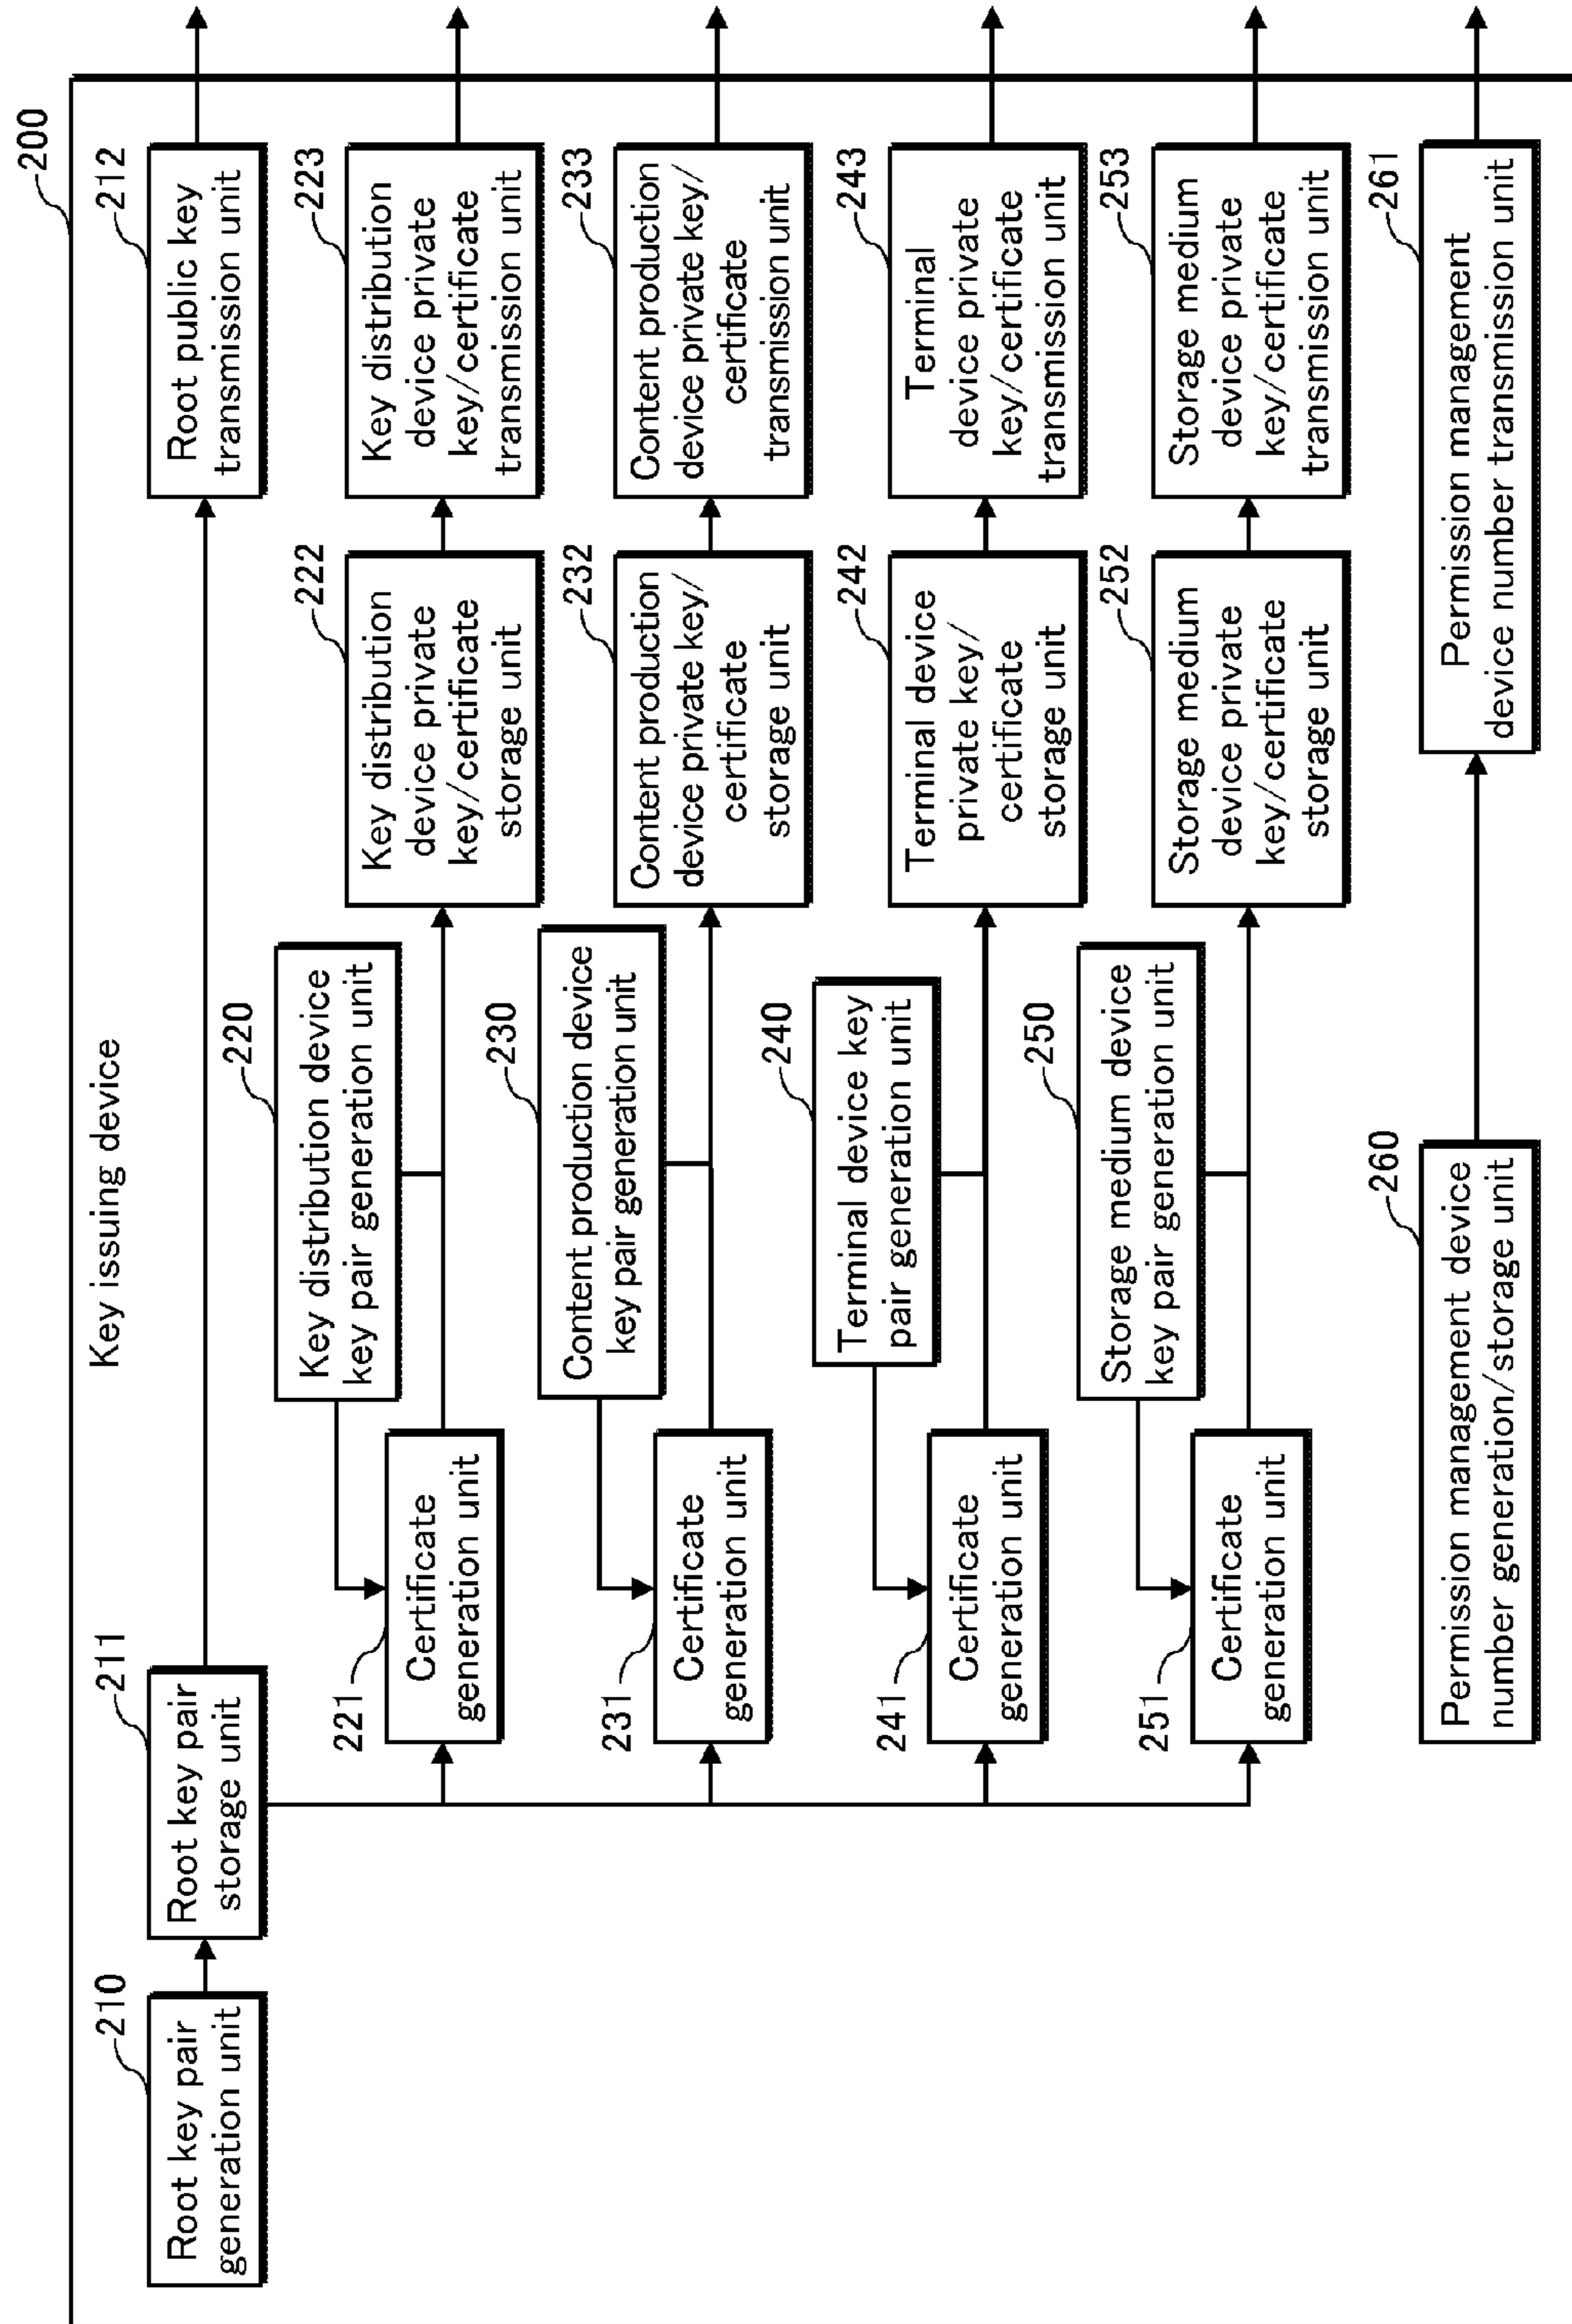 200
Key issuing device
210
Root key pair
generation unit
211
Root key pair
storage unit
212
Root public key
transmission unit
220
Key distribution device
key pair generation unit
221
Certificate
generation unit
222
Key distribution
device private
key/certificate
storage unit
223
Key distribution
device private
key/certificate
transmission unit
230
Content production device
key pair generation unit
231
Certificate
generation unit
232
Content production
device private key/
certificate
storage unit
233
Content production
device private key/
certificate
transmission unit
240
Terminal device key
pair generation unit
241
Certificate
generation unit
242
Terminal device
private key/
certificate
storage unit
243
Terminal
device private
key/certificate
transmission unit
250
Storage medium device
key pair generation unit
251
Certificate
generation unit
252
Storage medium
device private
key/certificate
storage unit
253
Storage medium
device private
key/certificate
transmission unit
260
Permission management device
number generation/storage unit
261
Permission management
device number transmission unit